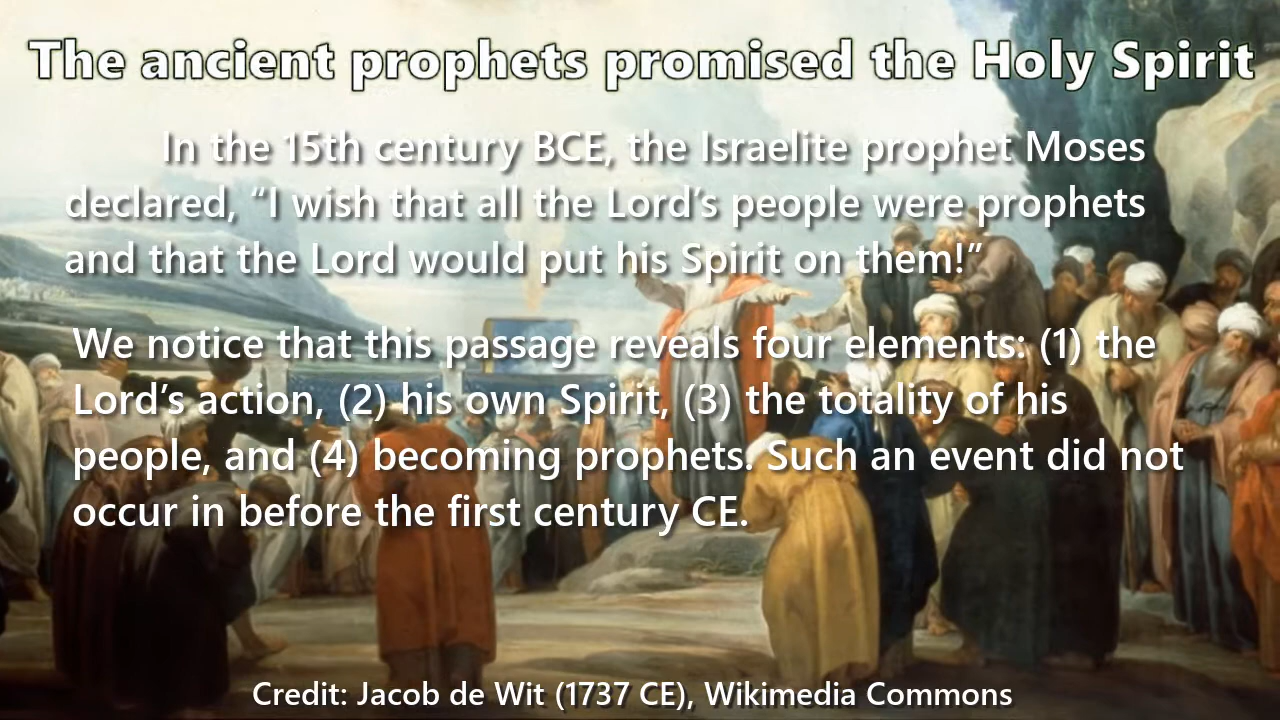 The ancient prophets promised the Holy Spirit
In the 15th century BCE, the Israelite prophet Moses
declared, “I wish that all the Lord’s people were prophets
and that the Lord would put his Spirit on them!”
We notice that this passage reveals four elements: (1) the
Lord’s action, (2) his own Spirit, (3) the totality of his
people, and (4) becoming prophets. Such an event did not
occur in before the first century CE.
Credit: Jacob de Wit (1737 CE), Wikimedia Commons